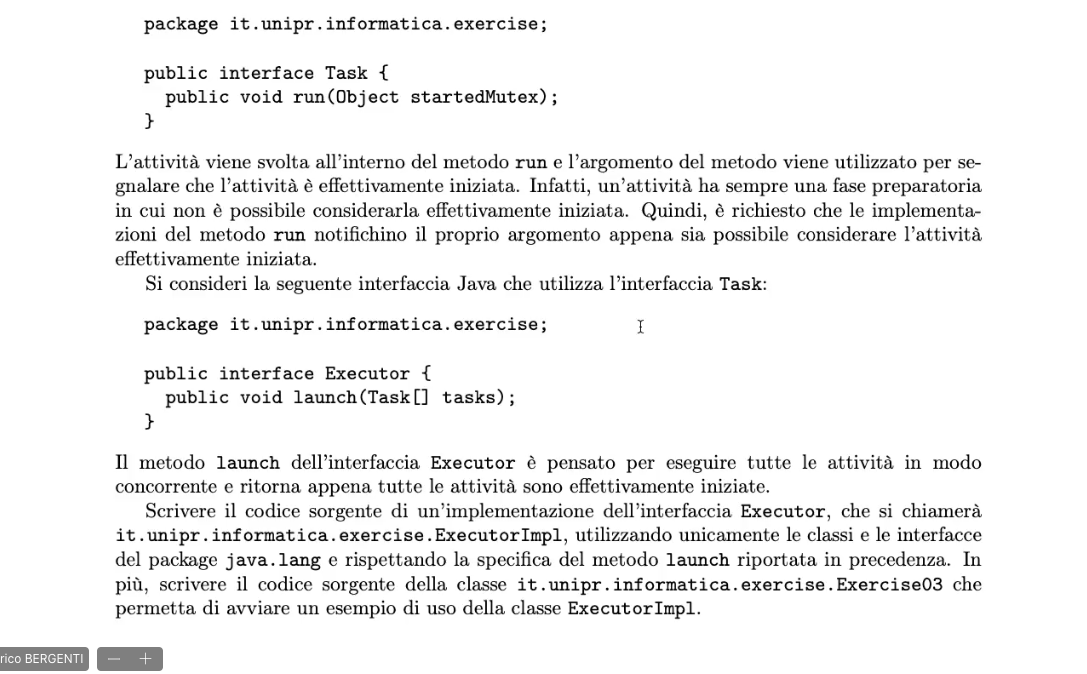 package it.unipr.informatica.exercise;
public interface Task {
public void run(Object startedMutex);
}
L'attività viene svolta all'interno del metodo run e l'argomento del metodo viene utilizzato per se-
gnalare che l'attività è effettivamente iniziata. Infatti, un'attività ha sempre una fase preparatoria
in cui non è possibile considerarla effettivamente iniziata. Quindi, è richiesto che le implementa-
zioni del metodo run notifichino il proprio argomento appena sia possibile considerare l'attività
effettivamente iniziata.
Si consideri la seguente interfaccia Java che utilizza l'interfaccia Task:
package it.unipr.informatica.exercise;
public interface Executor {
public void launch(Task[] tasks);
}
Il metodo launch dell'interfaccia Executor è pensato per eseguire tutte le attività in modo
concorrente e ritorna appena tutte le attività sono effettivamente iniziate.
Scrivere il codice sorgente di un'implementazione dell'interfaccia Executor, che si chiamerà
it.unipr.informatica.exercise.ExecutorImpl, utilizzando unicamente le classi e le interfacce
del package java.lang e rispettando la specifica del metodo launch riportata in precedenza. In
più, scrivere il codice sorgente della classe it.unipr.informatica.exercise.Exercise03 che
permetta di avviare un esempio di uso della classe ExecutorImpl.
rico BERGENTI